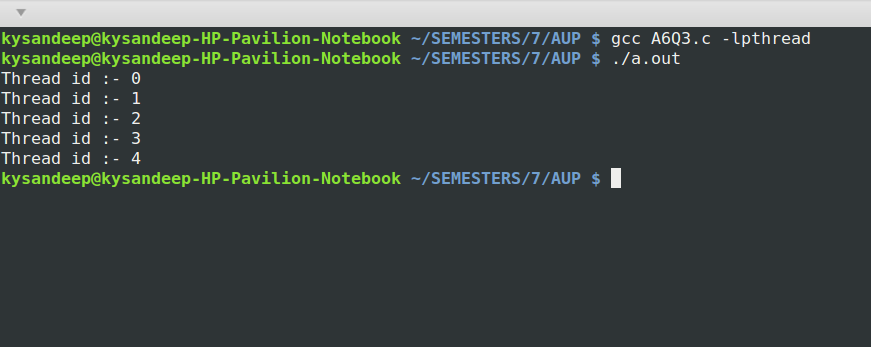 kysandeep@kysandeep-HP-Pavilion-Notebook ~/SEMESTERS/7/AUP $ gcc A6Q3.c -lpthread
kysandeep@kysandeep-HP-Pavilion-Notebook ~/SEMESTERS/7/AUP $ ./a.out
Thread id :- 0
Thread id :- 1
Thread id :- 2
Thread id :- 3
Thread id :- 4
kysandeep@kysandeep-HP-Pavilion-Notebook ~/SEMESTERS/7/AUP $